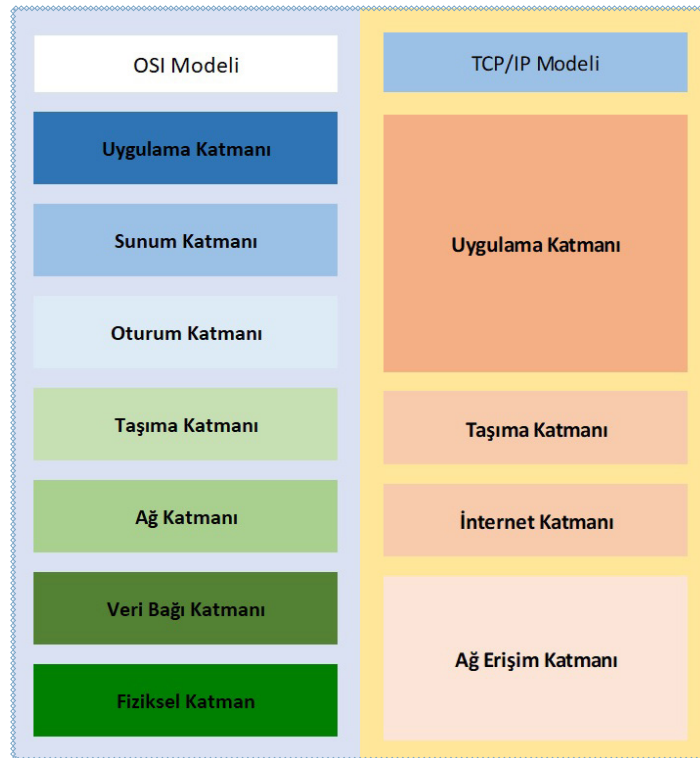 OSI Modeli
Uygulama Katmanı
Sunum Katmanı
Oturum Katmanı
Taşıma Katmanı
Ağ Katmanı
Veri Bağı Katmanı
Fiziksel Katman
TCP/IP Modeli
Uygulama Katmanı
Taşıma Katmanı
İnternet Katmanı
Ağ Erişim Katmanı